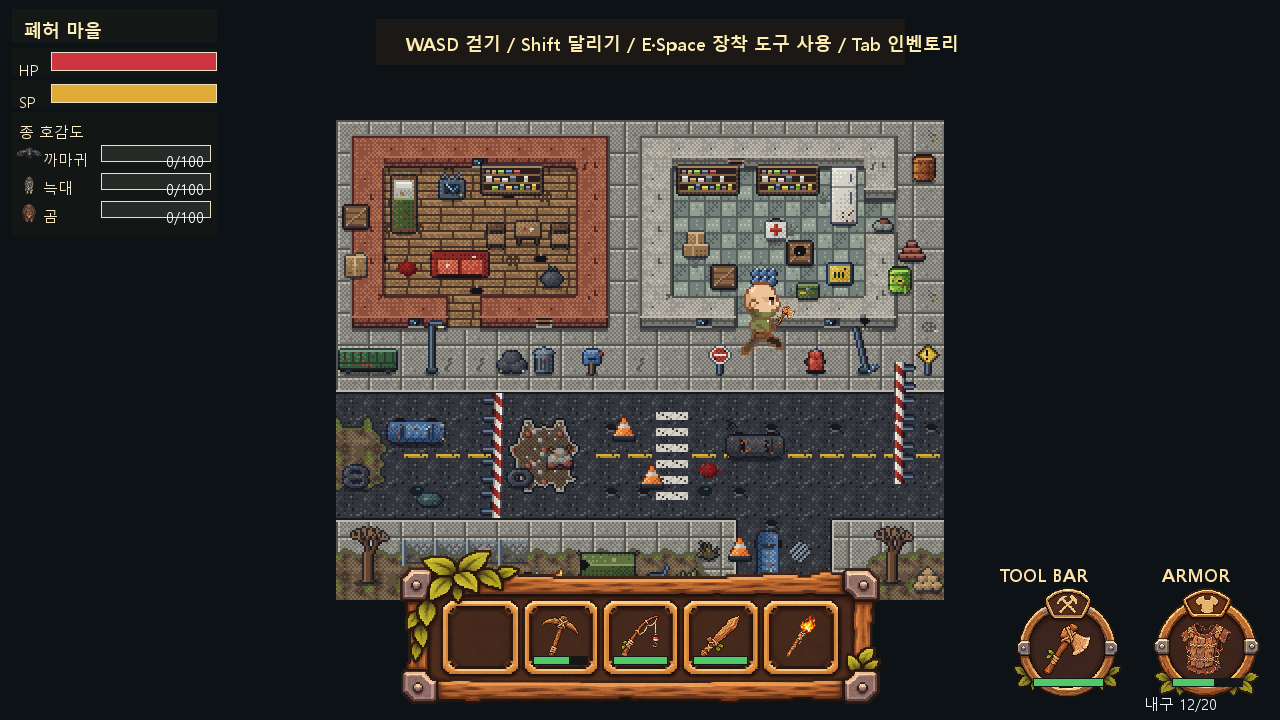 폐허 마을
WASD 걷기 / Shift 달리기 / E·Space 장착 도구 사용 / Tab 인벤토리
HP
SP
종 호감도
까마귀 0/100
늑대 0/100
곰 0/100
TOOL BAR
ARMOR
내구 12/20